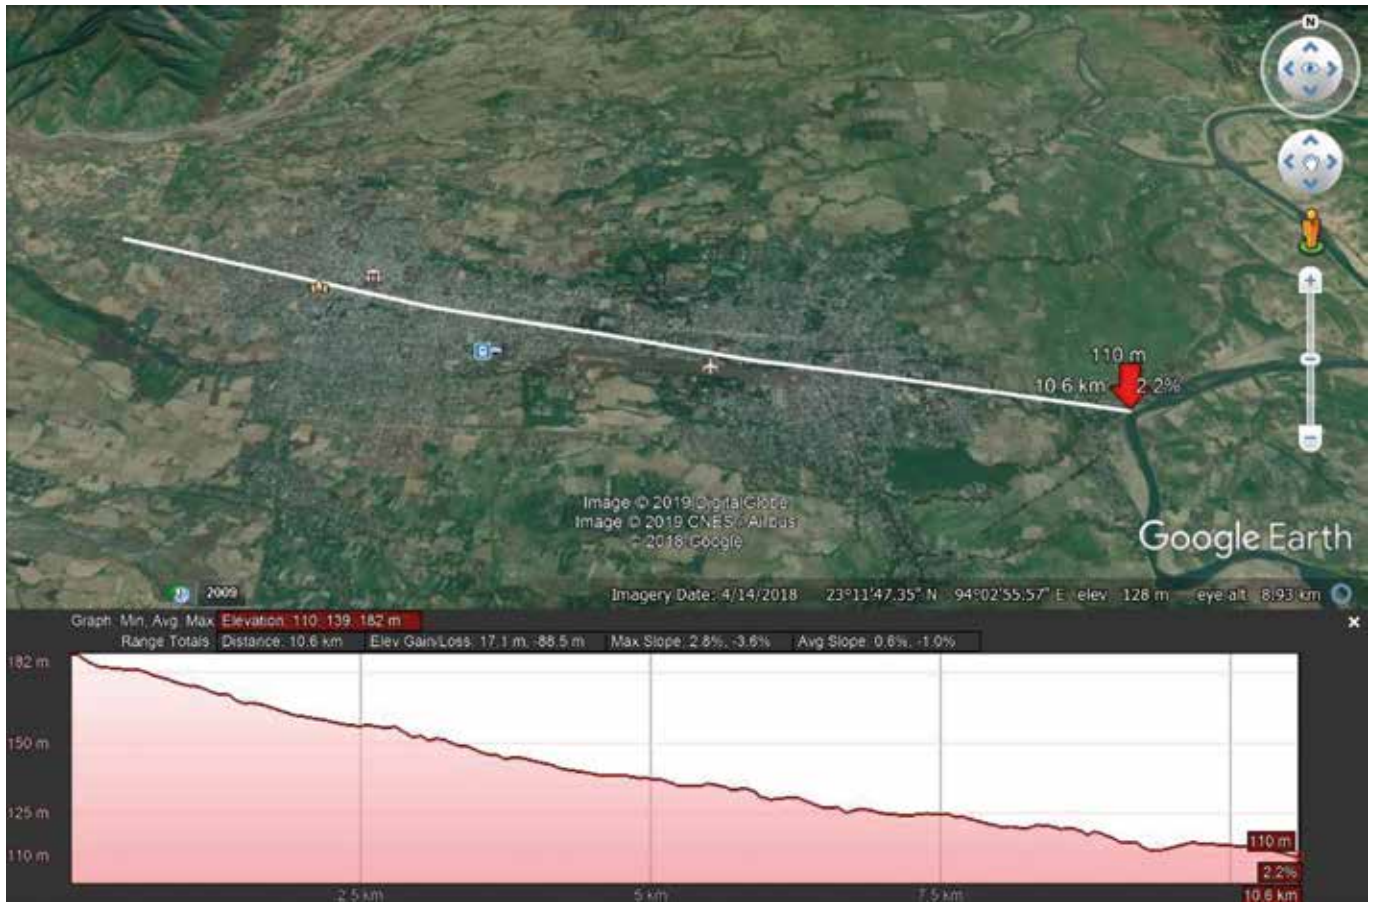 N
110 m
10.6 km 2.2%
Image © 2019 DigitalGlobe
Image © 2019 CNES / Airbus
© 2018 Google
Google Earth
2009
Imagery Date: 4/14/2018 23°11'47.35" N 94°02'55.57" E elev 128 m eye alt 8.93 km
Graph: Min, Avg, Max Elevation: 110, 139, 182 m
Range Totals: Distance: 10.6 km Elev Gain/Loss: 17.1 m, -88.5 m Max Slope: 2.8%, -3.6% Avg Slope: 0.6%, -1.0%
182 m
150 m
125 m
110 m
110 m
2.2%
2.5 km 5 km 7.5 km 10.6 km